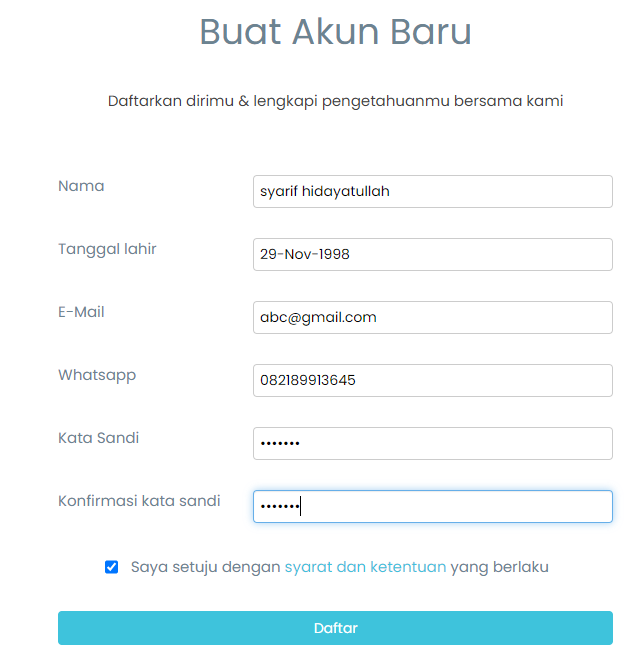 Buat Akun Baru
Daftarkan dirimu & lengkapi pengetahuanmu bersama kami
Nama
syarif hidayatullah
Tanggal lahir
29-Nov-1998
E-Mail
abc@gmail.com
Whatsapp
082189913645
Kata Sandi
•••••••
Konfirmasi kata sandi
•••••••
Saya setuju dengan syarat dan ketentuan yang berlaku
Daftar